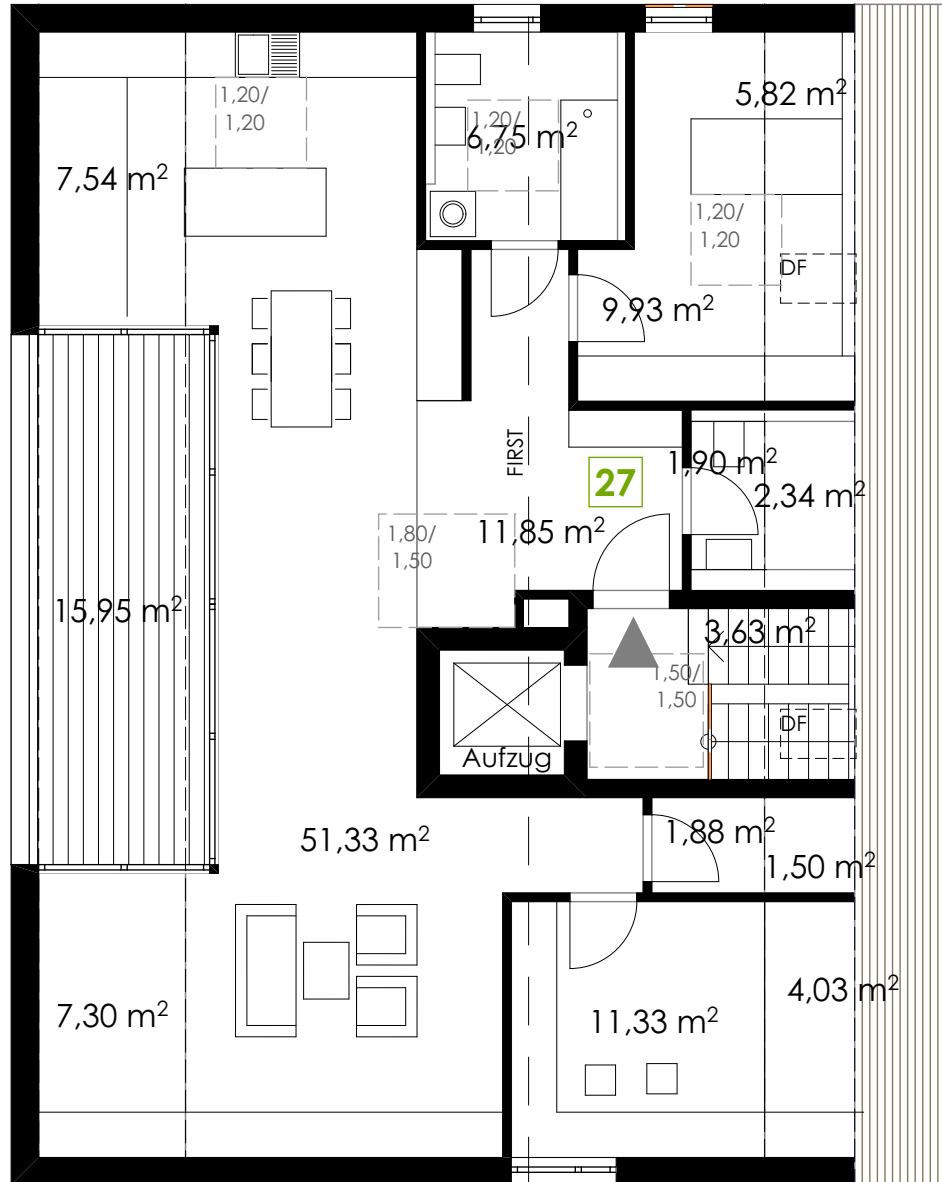 5,82 m²
1,20/
1,20
1,20/
1,20
6,75 m²
7,54 m²
1,20/
1,20
DF
9,93 m²
FIRST
27
1,90 m²
2,34 m²
1,80/
1,50
11,85 m²
15,95 m²
3,63 m²
1,50/
1,50
DF
Aufzug
51,33 m²
1,88 m²
1,50 m²
4,03 m²
7,30 m²
11,33 m²